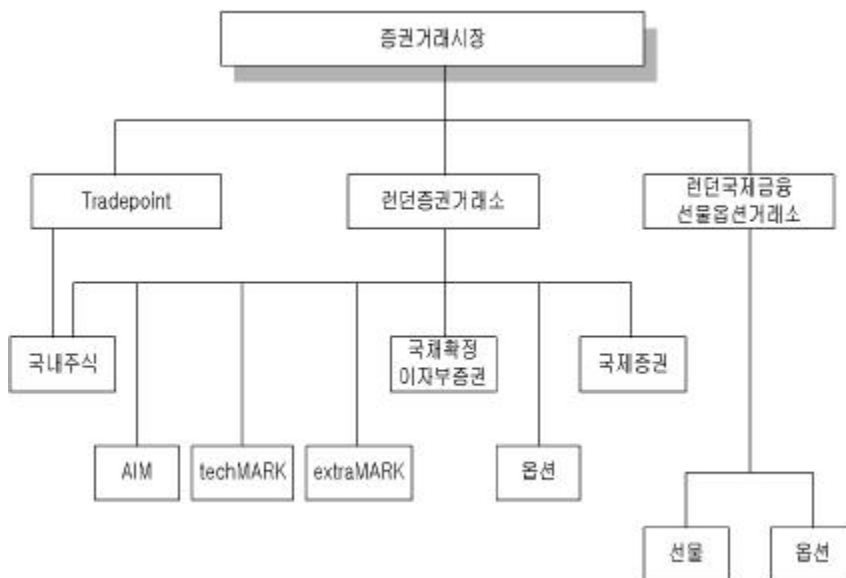 증권거래시장
Tradepoint
런던증권거래소
런던국제금융
선물옵션거래소
국내주식
국채확정
이자부증권
국제증권
AIM
techMARK
extraMARK
옵션
선물
옵션